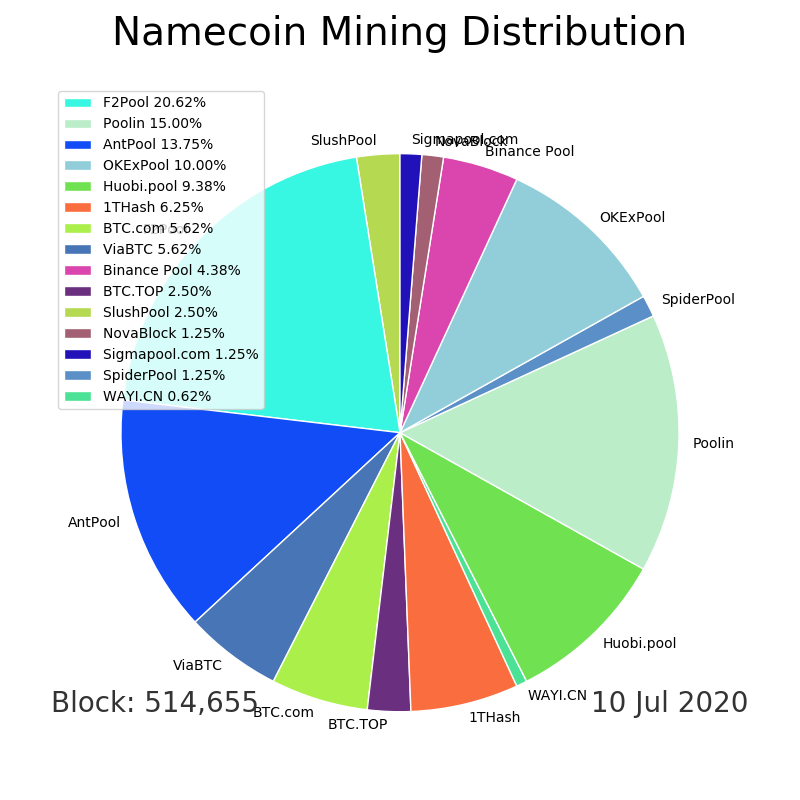 Namecoin Mining Distribution
F2Pool 20.62%
Poolin 15.00%
AntPool 13.75%
OKExPool 10.00%
Huobi.pool 9.38%
1THash 6.25%
BTC.com 5.62%
ViaBTC 5.62%
Binance Pool 4.38%
BTC.TOP 2.50%
SlushPool 2.50%
NovaBlock 1.25%
Sigmapool.com 1.25%
SpiderPool 1.25%
WAYI.CN 0.62%
SlushPool
Sigmapool.com
NovaBlock
Binance Pool
OKExPool
SpiderPool
Poolin
AntPool
Huobi.pool
ViaBTC
WAYI.CN
BTC.com
1THash
BTC.TOP
Block: 514,655
10 Jul 2020